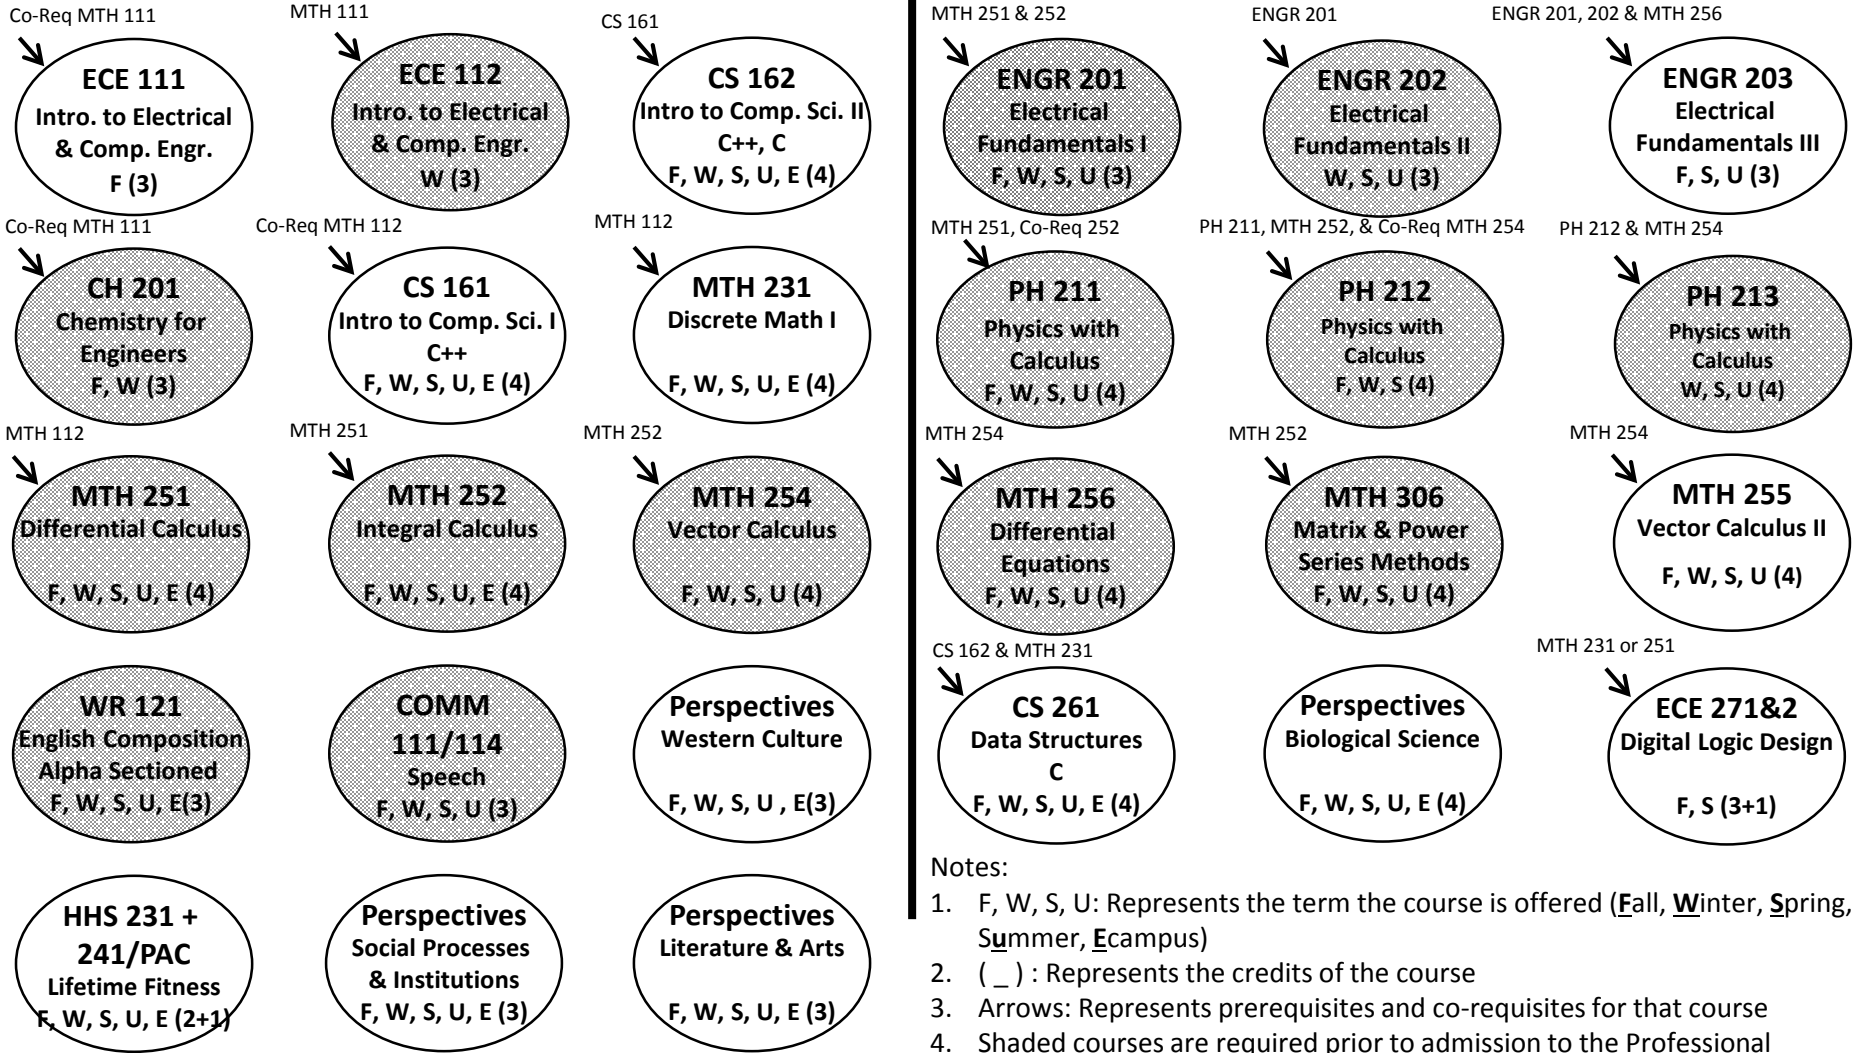 Co-Req MTH 111
ECE 111
Intro. to Electrical
& Comp. Engr.
F (3)
MTH 111
ECE 112
Intro. to Electrical
& Comp. Engr.
W (3)
CS 161
CS 162
Intro to Comp. Sci. II
C++, C
F, W, S, U, E (4)
Co-Req MTH 111
CH 201
Chemistry for
Engineers
F, W (3)
Co-Req MTH 112
CS 161
Intro to Comp. Sci. I
C++
F, W, S, U, E (4)
MTH 112
MTH 231
Discrete Math I
F, W, S, U, E (4)
MTH 112
MTH 251
Differential Calculus
F, W, S, U, E (4)
MTH 251
MTH 252
Integral Calculus
F, W, S, U, E (4)
MTH 252
MTH 254
Vector Calculus
F, W, S, U (4)
WR 121
English Composition
Alpha Sectioned
F, W, S, U, E(3)
COMM
111/114
Speech
F, W, S, U (3)
Perspectives
Western Culture
F, W, S, U , E(3)
HHS 231 +
241/PAC
Lifetime Fitness
F, W, S, U, E (2+1)
Perspectives
Social Processes
& Institutions
F, W, S, U, E (3)
Perspectives
Literature & Arts
F, W, S, U, E (3)
MTH 251 & 252
ENGR 201
Electrical
Fundamentals I
F, W, S, U (3)
ENGR 201
ENGR 202
Electrical
Fundamentals II
W, S, U (3)
ENGR 201, 202 & MTH 256
ENGR 203
Electrical
Fundamentals III
F, S, U (3)
MTH 251, Co-Req 252
PH 211
Physics with
Calculus
F, W, S, U (4)
PH 211, MTH 252, & Co-Req MTH 254
PH 212
Physics with
Calculus
F, W, S (4)
PH 212 & MTH 254
PH 213
Physics with
Calculus
W, S, U (4)
MTH 254
MTH 256
Differential
Equations
F, W, S, U (4)
MTH 252
MTH 306
Matrix & Power
Series Methods
F, W, S, U (4)
MTH 254
MTH 255
Vector Calculus II
F, W, S, U (4)
CS 162 & MTH 231
CS 261
Data Structures
C
F, W, S, U, E (4)
Perspectives
Biological Science
F, W, S, U, E (4)
MTH 231 or 251
ECE 271&2
Digital Logic Design
F, S (3+1)
Notes:
1. F, W, S, U: Represents the term the course is offered (Fall, Winter, Spring,
Summer, Ecampus)
2. ( _ ) : Represents the credits of the course
3. Arrows: Represents prerequisites and co-requisites for that course
4. Shaded courses are required prior to admission to the Professional